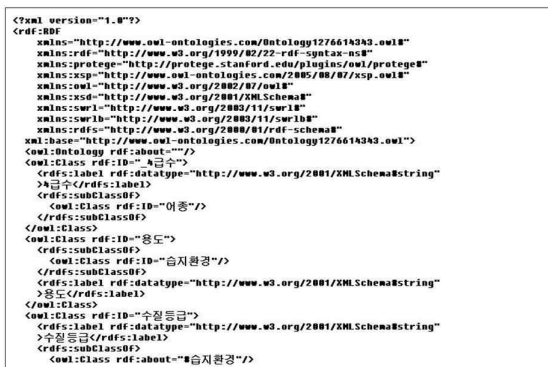 <?xml version="1.0"?>
<rdf:RDF
xmlns="http://www.owl-ontologies.com/Ontology1276614343.owl#"
xmlns:rdf="http://www.w3.org/1999/02/22-rdf-syntax-ns#"
xmlns:protege="http://protege.stanford.edu/plugins/owl/protege#"
xmlns:xsp="http://www.owl-ontologies.com/2005/08/07/xsp.owl#"
xmlns:owl="http://www.w3.org/2002/07/owl#"
xmlns:xsd="http://www.w3.org/2001/XMLSchema#"
xmlns:swrl="http://www.w3.org/2003/11/swrl#"
xmlns:swrlb="http://www.w3.org/2003/11/swrlb#"
xmlns:rdfs="http://www.w3.org/2000/01/rdf-schema#"
xml:base="http://www.owl-ontologies.com/Ontology1276614343.owl">
<owl:Ontology rdf:about=""/>
<owl:Class rdf:ID="_4급수">
<rdfs:label rdf:datatype="http://www.w3.org/2001/XMLSchema#string"
>4급수</rdfs:label>
<rdfs:subClassOf>
<owl:Class rdf:ID="어종"/>
</rdfs:subClassOf>
</owl:Class>
<owl:Class rdf:ID="용도">
<rdfs:subClassOf>
<owl:Class rdf:ID="습지환경"/>
</rdfs:subClassOf>
<rdfs:label rdf:datatype="http://www.w3.org/2001/XMLSchema#string"
>용도</rdfs:label>
</owl:Class>
<owl:Class rdf:ID="수질등급">
<rdfs:label rdf:datatype="http://www.w3.org/2001/XMLSchema#string"
>수질등급</rdfs:label>
<rdfs:subClassOf>
<owl:Class rdf:about="#습지환경"/>